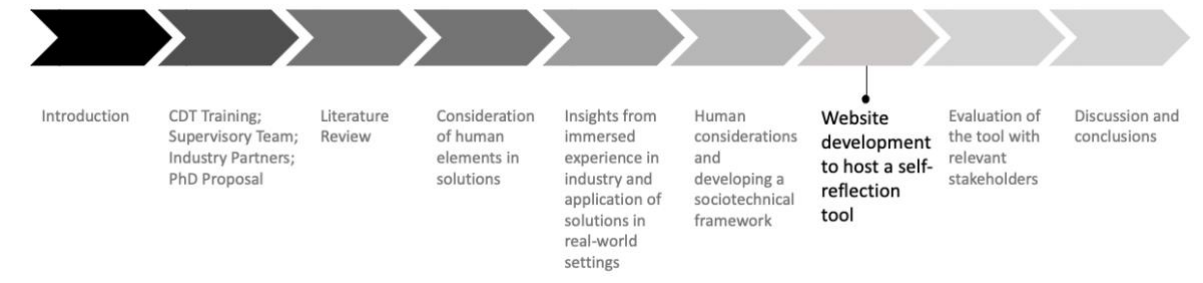 Introduction
CDT Training;
Supervisory Team;
Industry Partners;
PhD Proposal
Literature
Review
Consideration
of human
elements in
solutions
Insights from
immersed
experience in
industry and
application of
solutions in
real-world
settings
Human
considerations
and
developing a
sociotechnical
framework
Website
development
to host a self-
reflection
tool
Evaluation of
the tool with
relevant
stakeholders
Discussion and
conclusions